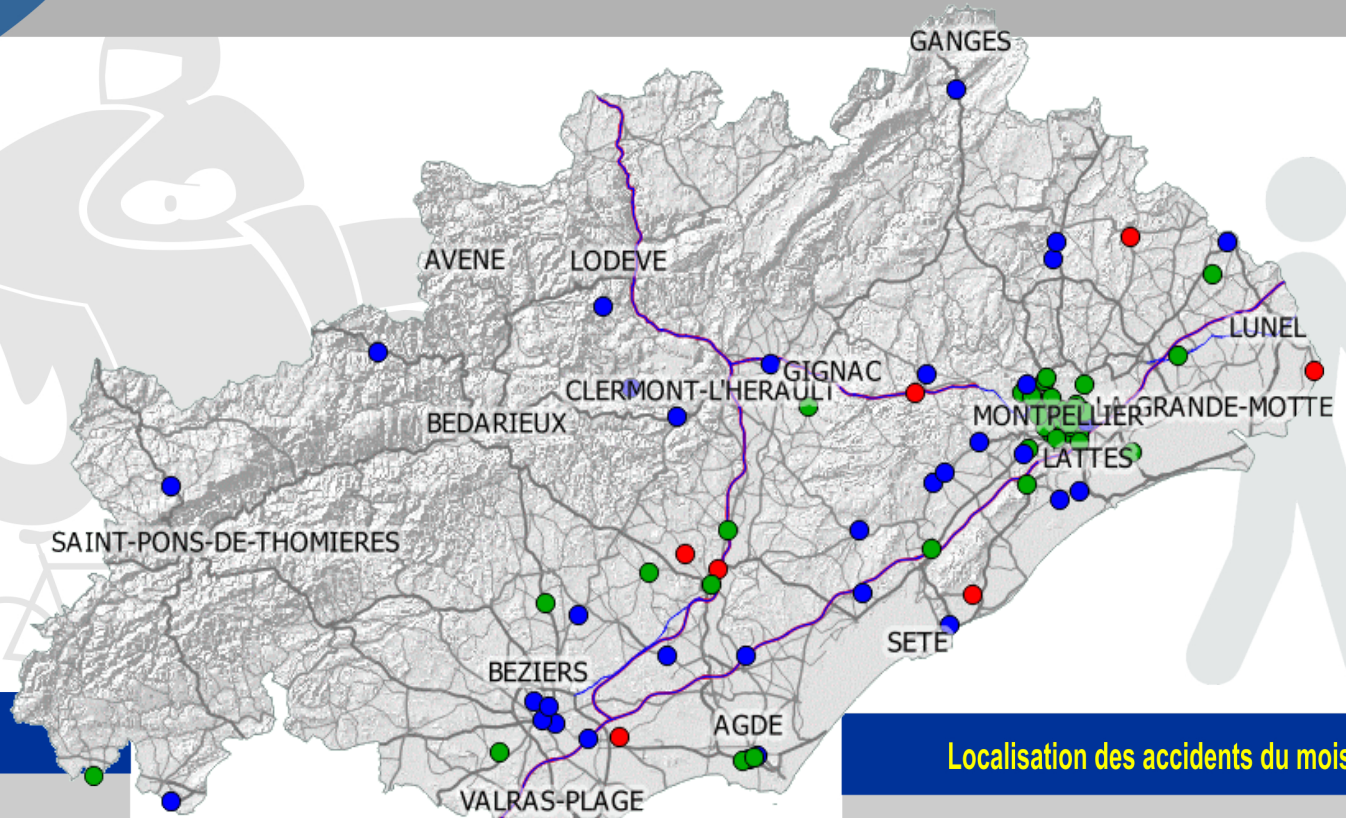 GANGES
AVENE
LODEVE
LUNEL
GIGNAC
CLERMONT-L'HERAULT
LA GRANDE-MOTTE
MONTPELLIER
BEDARIEUX
LATTES
SAINT-PONS-DE-THOMIERES
SETE
BEZIERS
AGDE
Localisation des accidents du mois
VALRAS-PLAGE